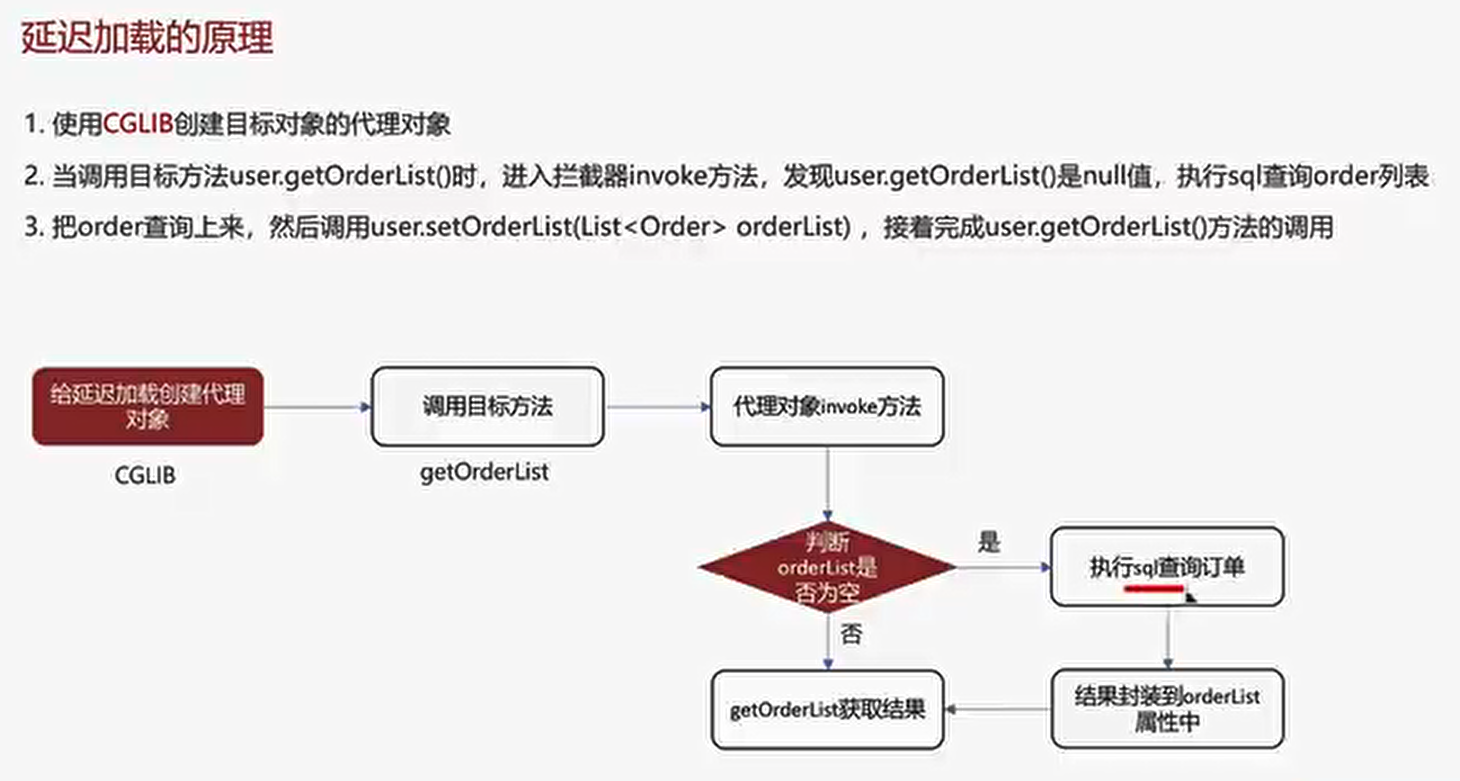 延迟加载的原理
1. 使用CGLIB创建目标对象的代理对象
2. 当调用目标方法user.getOrderList()时，进入拦截器invoke方法，发现user.getOrderList()是null值，执行sql查询order列表
3. 把order查询上来，然后调用user.setOrderList(List<Order> orderList) ，接着完成user.getOrderList()方法的调用
给延迟加载创建代理
对象
调用目标方法
代理对象invoke方法
CGLIB
getOrderList
判断
orderList是
否为空
是
执行sql查询订单
否
getOrderList获取结果
结果封装到orderList
属性中